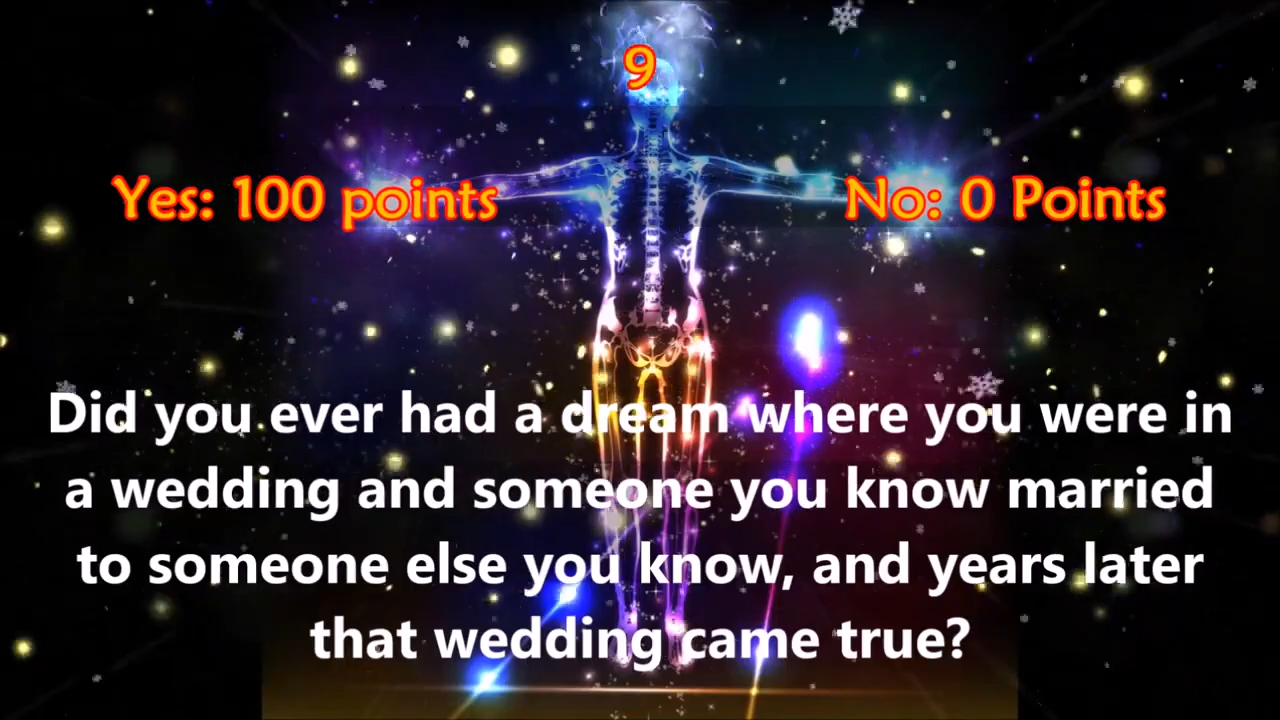 9
Yes: 100 points
No: 0 Points
Did you ever had a dream where you were in
a wedding and someone you know married
to someone else you know, and years later
that wedding came true?